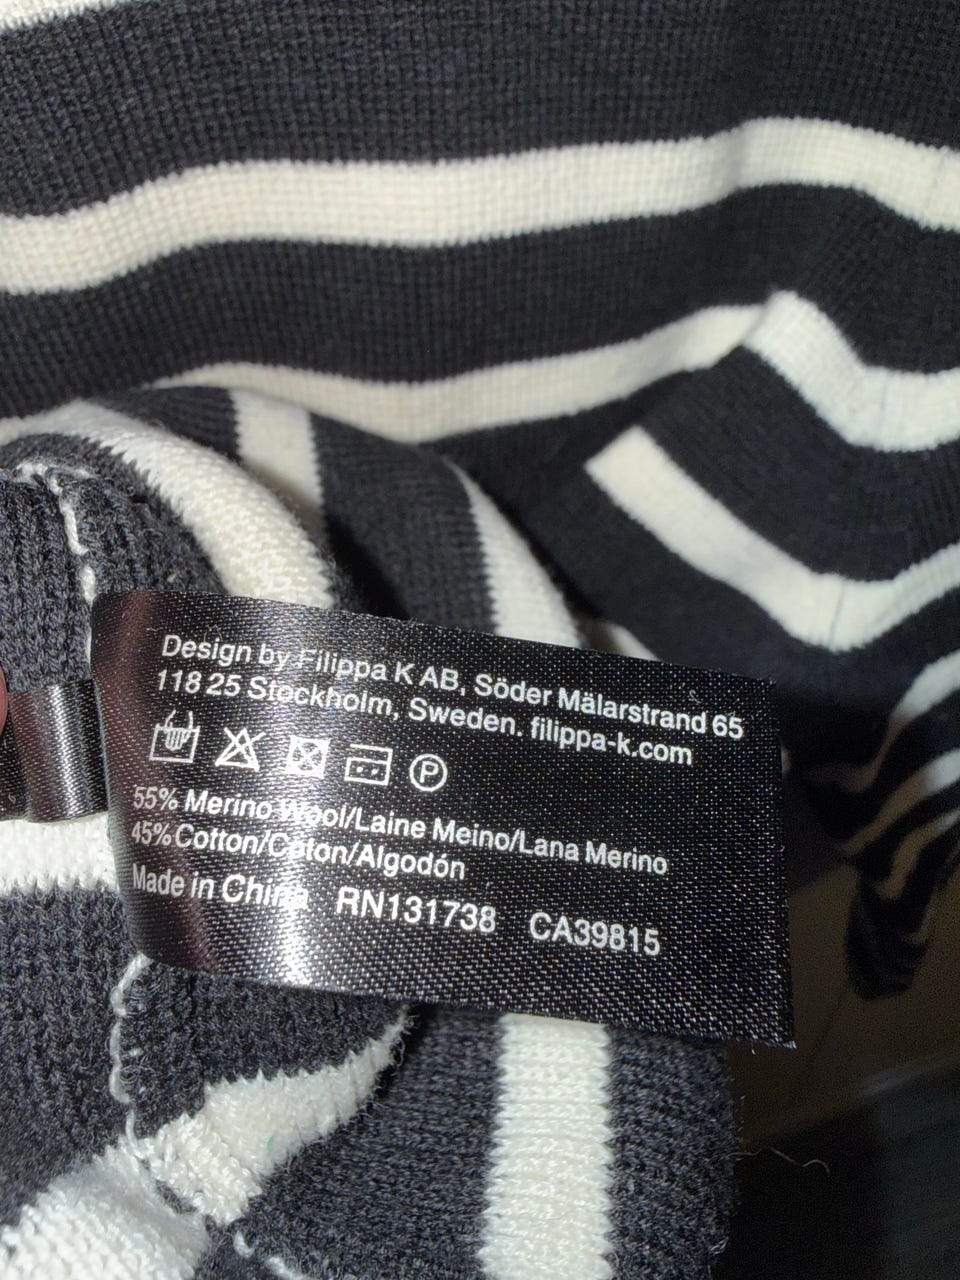 Design by Filippa K AB, Söder Mälarstrand 65
118 25 Stockholm, Sweden. filippa-k.com
P
55% Merino Wool/Laine Meino/Lana Merino
45% Cotton/Coton/Algodón
Made in China RN131738 CA39815